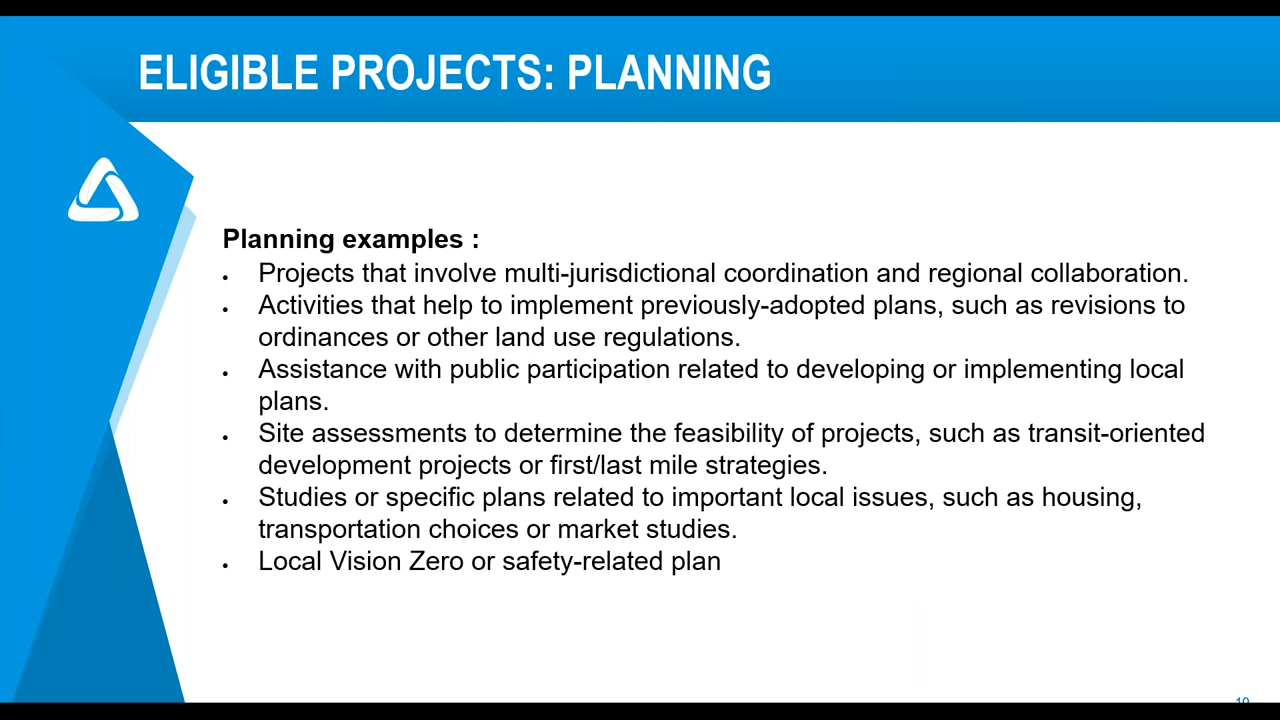 ELIGIBLE PROJECTS: PLANNING
Planning examples :
• Projects that involve multi-jurisdictional coordination and regional collaboration.
• Activities that help to implement previously-adopted plans, such as revisions to
ordinances or other land use regulations.
• Assistance with public participation related to developing or implementing local
plans.
• Site assessments to determine the feasibility of projects, such as transit-oriented
development projects or first/last mile strategies.
• Studies or specific plans related to important local issues, such as housing,
transportation choices or market studies.
• Local Vision Zero or safety-related plan